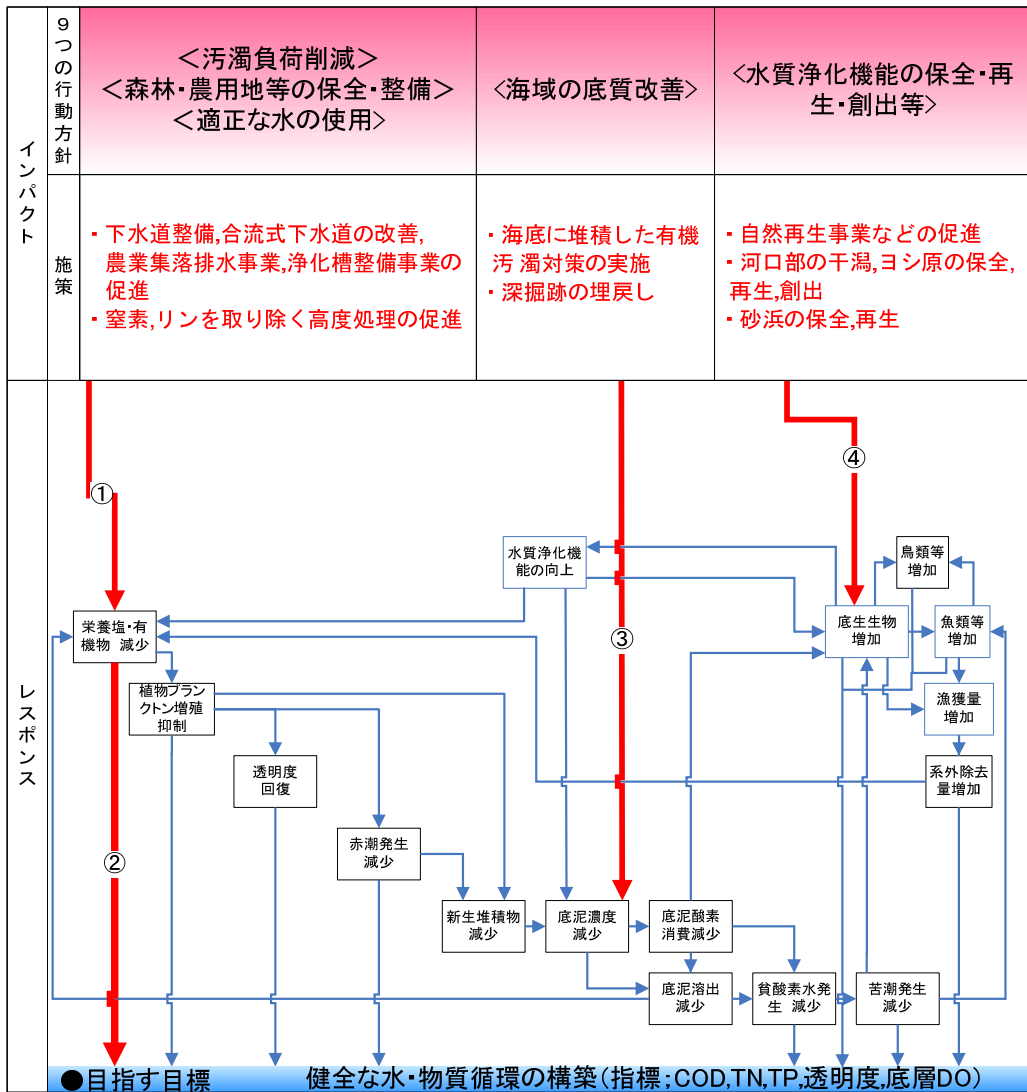 インパクト
9つの行動方針
<汚濁負荷削減>
<森林・農用地等の保全・整備>
<適正な水の使用>
<海域の底質改善>
<水質浄化機能の保全・再
生・創出等>
施策
・下水道整備,合流式下水道の改善,
農業集落排水事業,浄化槽整備事業の
促進
・窒素,リンを取り除く高度処理の促進
・海底に堆積した有機
汚 濁対策の実施
・深掘跡の埋戻し
・自然再生事業などの促進
・河口部の干潟,ヨシ原の保全,
再生,創出
・砂浜の保全,再生
レスポンス
①
④
水質浄化機
能の向上
鳥類等
増加
栄養塩・有
機物 減少
③
底生生物
増加
魚類等
増加
植物プラン
クトン増殖
抑制
漁獲量
増加
透明度
回復
系外除去
量増加
②
赤潮発生
減少
新生堆積物
減少
底泥濃度
減少
底泥酸素
消費減少
底泥溶出
減少
貧酸素水発
生 減少
苦潮発生
減少
●目指す目標
健全な水・物質循環の構築(指標;COD,TN,TP,透明度,底層DO)